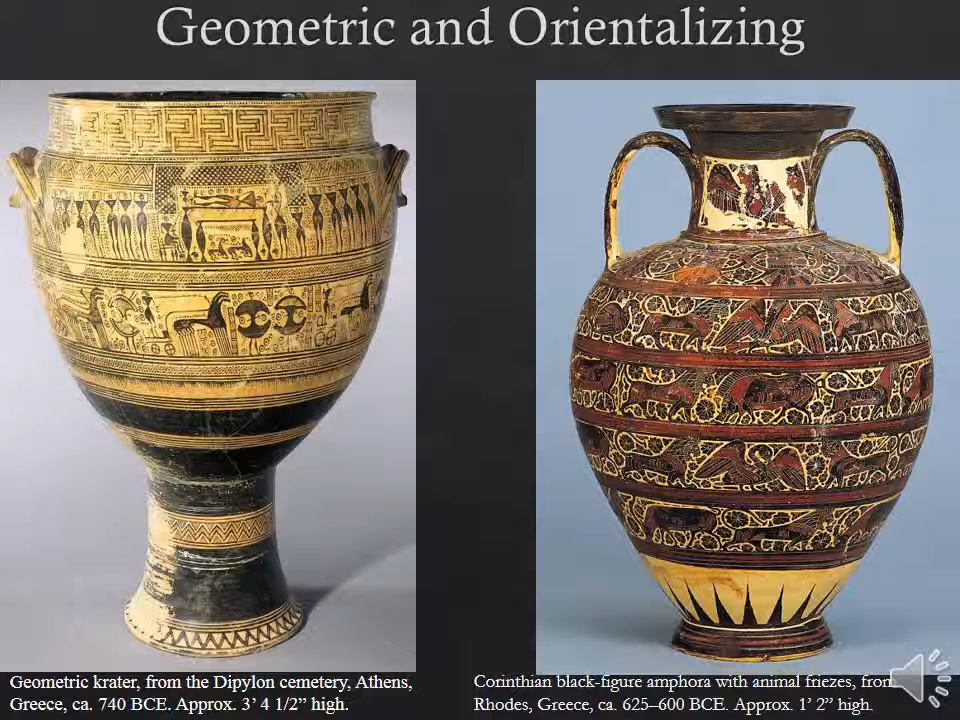 Geometric and Orientalizing
Geometric krater, from the Dipylon cemetery, Athens,
Greece, ca. 740 BCE. Approx. 3’ 4 1/2” high.
Corinthian black-figure amphora with animal friezes, from
Rhodes, Greece, ca. 625–600 BCE. Approx. 1’ 2” high.